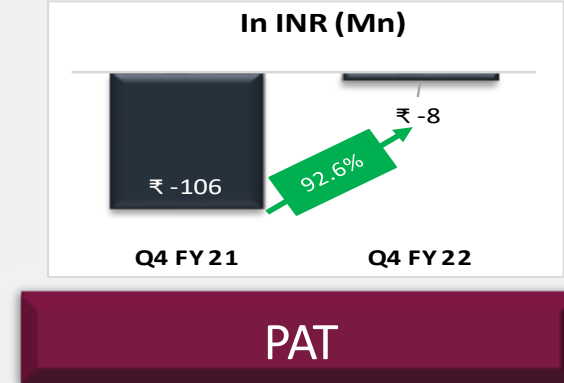 In INR (Mn)
₹ -8
₹ -106
92.6%
Q4 FY 21
Q4 FY 22
PAT